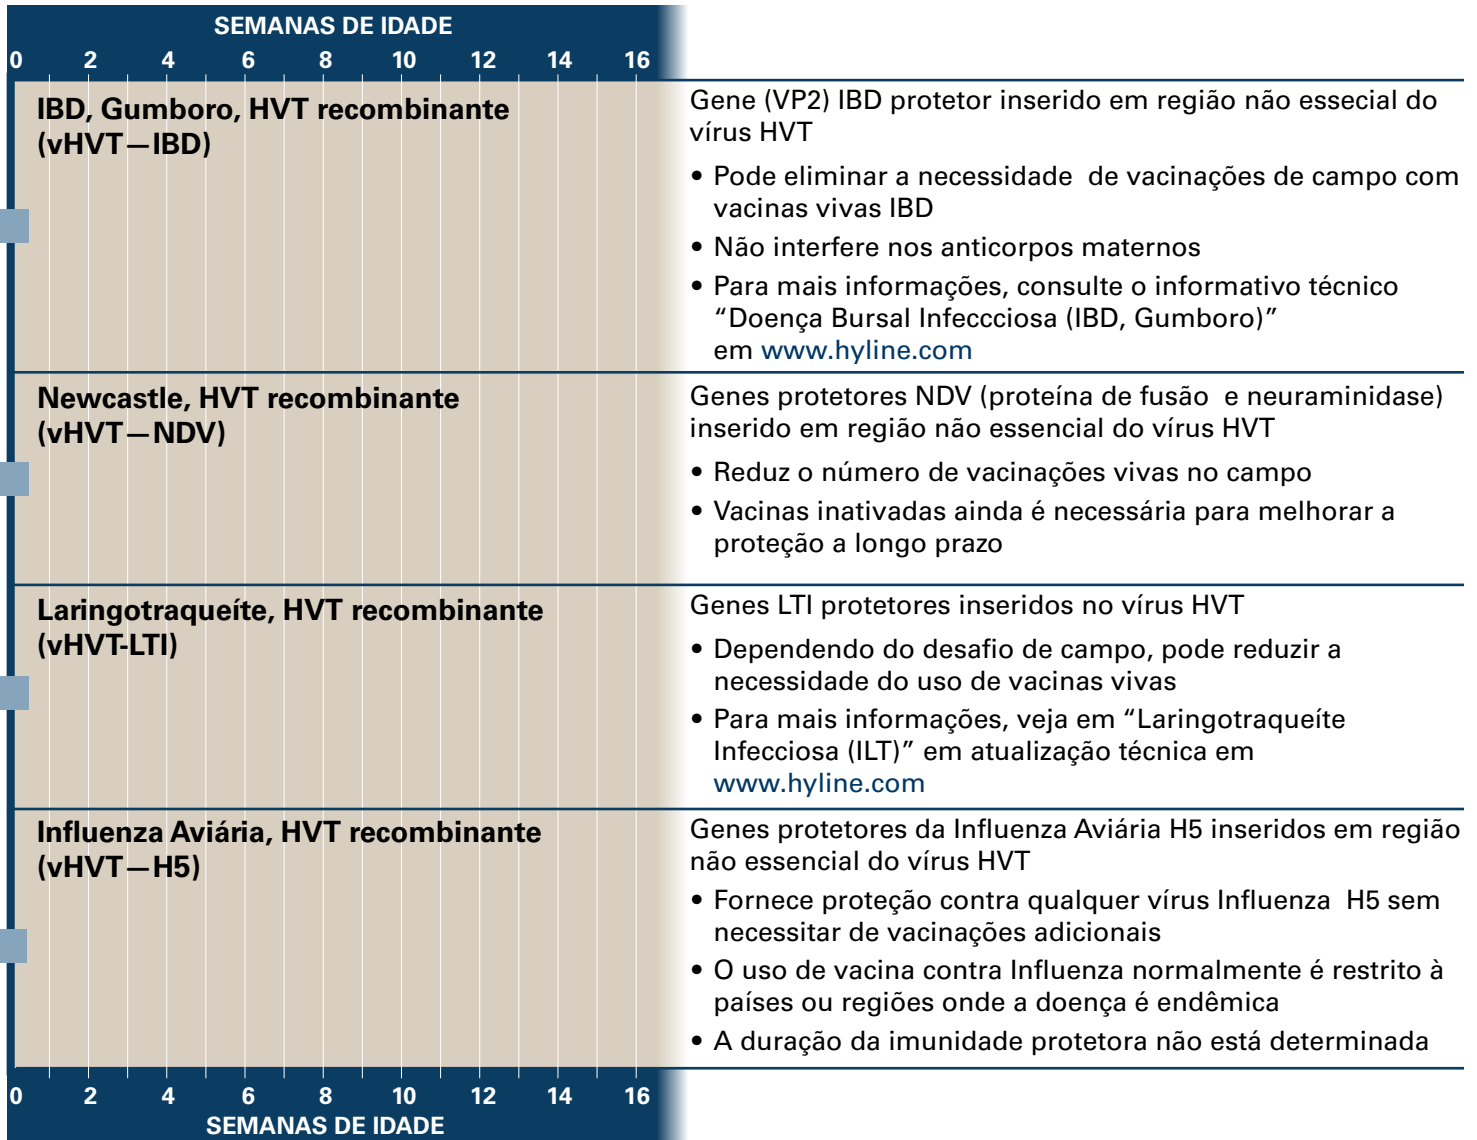 SEMANAS DE IDADE
0 2 4 6 8 10 12 14 16
IBD, Gumboro, HVT recombinante
(vHVT—IBD)
Gene (VP2) IBD protetor inserido em região não essecial do
vírus HVT
• Pode eliminar a necessidade de vacinações de campo com
vacinas vivas IBD
• Não interfere nos anticorpos maternos
• Para mais informações, consulte o informativo técnico
“Doença Bursal Infeccciosa (IBD, Gumboro)”
em www.hyline.com
Newcastle, HVT recombinante
(vHVT—NDV)
Genes protetores NDV (proteína de fusão e neuraminidase)
inserido em região não essencial do vírus HVT
• Reduz o número de vacinações vivas no campo
• Vacinas inativadas ainda é necessária para melhorar a
proteção a longo prazo
Laringotraqueíte, HVT recombinante
(vHVT-LTI)
Genes LTI protetores inseridos no vírus HVT
• Dependendo do desafio de campo, pode reduzir a
necessidade do uso de vacinas vivas
• Para mais informações, veja em “Laringotraqueíte
Infecciosa (ILT)” em atualização técnica em
www.hyline.com
Influenza Aviária, HVT recombinante
(vHVT—H5)
Genes protetores da Influenza Aviária H5 inseridos em região
não essencial do vírus HVT
• Fornece proteção contra qualquer vírus Influenza H5 sem
necessitar de vacinações adicionais
• O uso de vacina contra Influenza normalmente é restrito à
países ou regiões onde a doença é endêmica
• A duração da imunidade protetora não está determinada
0 2 4 6 8 10 12 14 16
SEMANAS DE IDADE